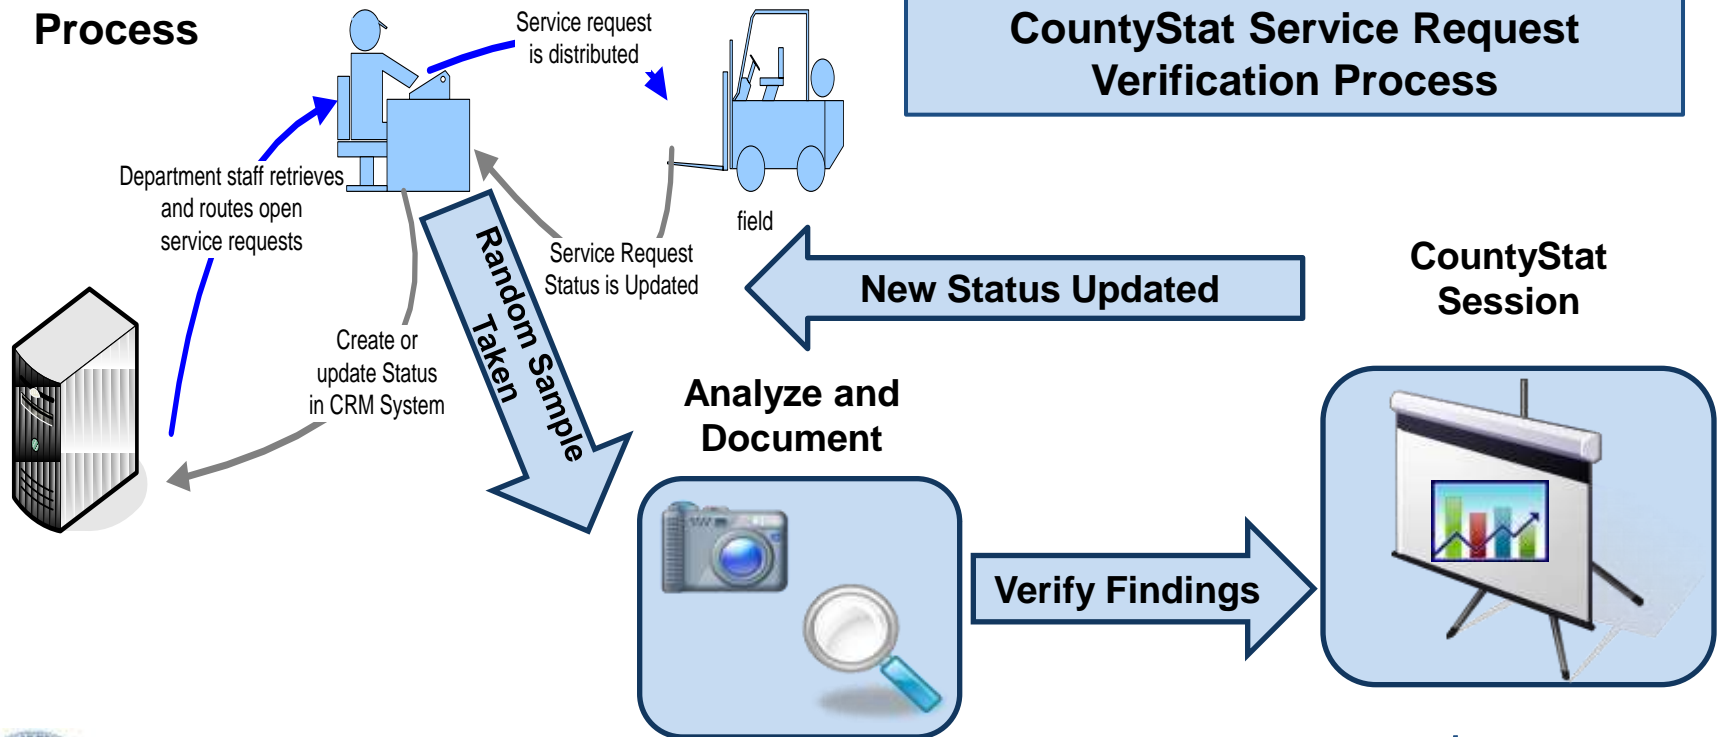 Process
Service request
is distributed
CountyStat Service Request
Verification Process
Department staff retrieves
and routes open
service requests
field
Service Request
Status is Updated
Random Sample
Taken
New Status Updated
CountyStat
Session
Create or
update Status
in CRM System
Analyze and
Document
Verify Findings